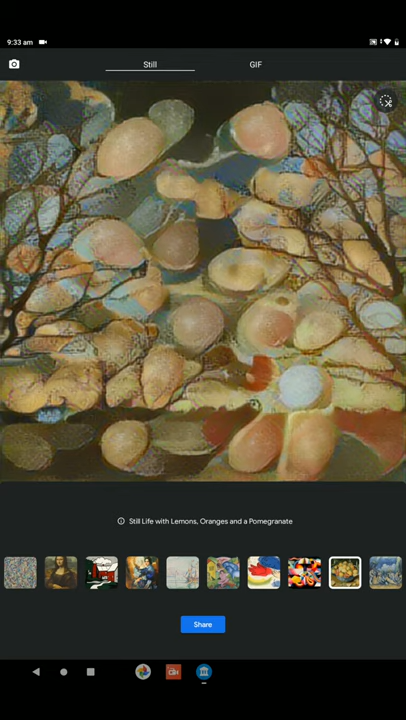 9:33 am
Still
GIF
Still Life with Lemons, Oranges and a Pomegranate
Share